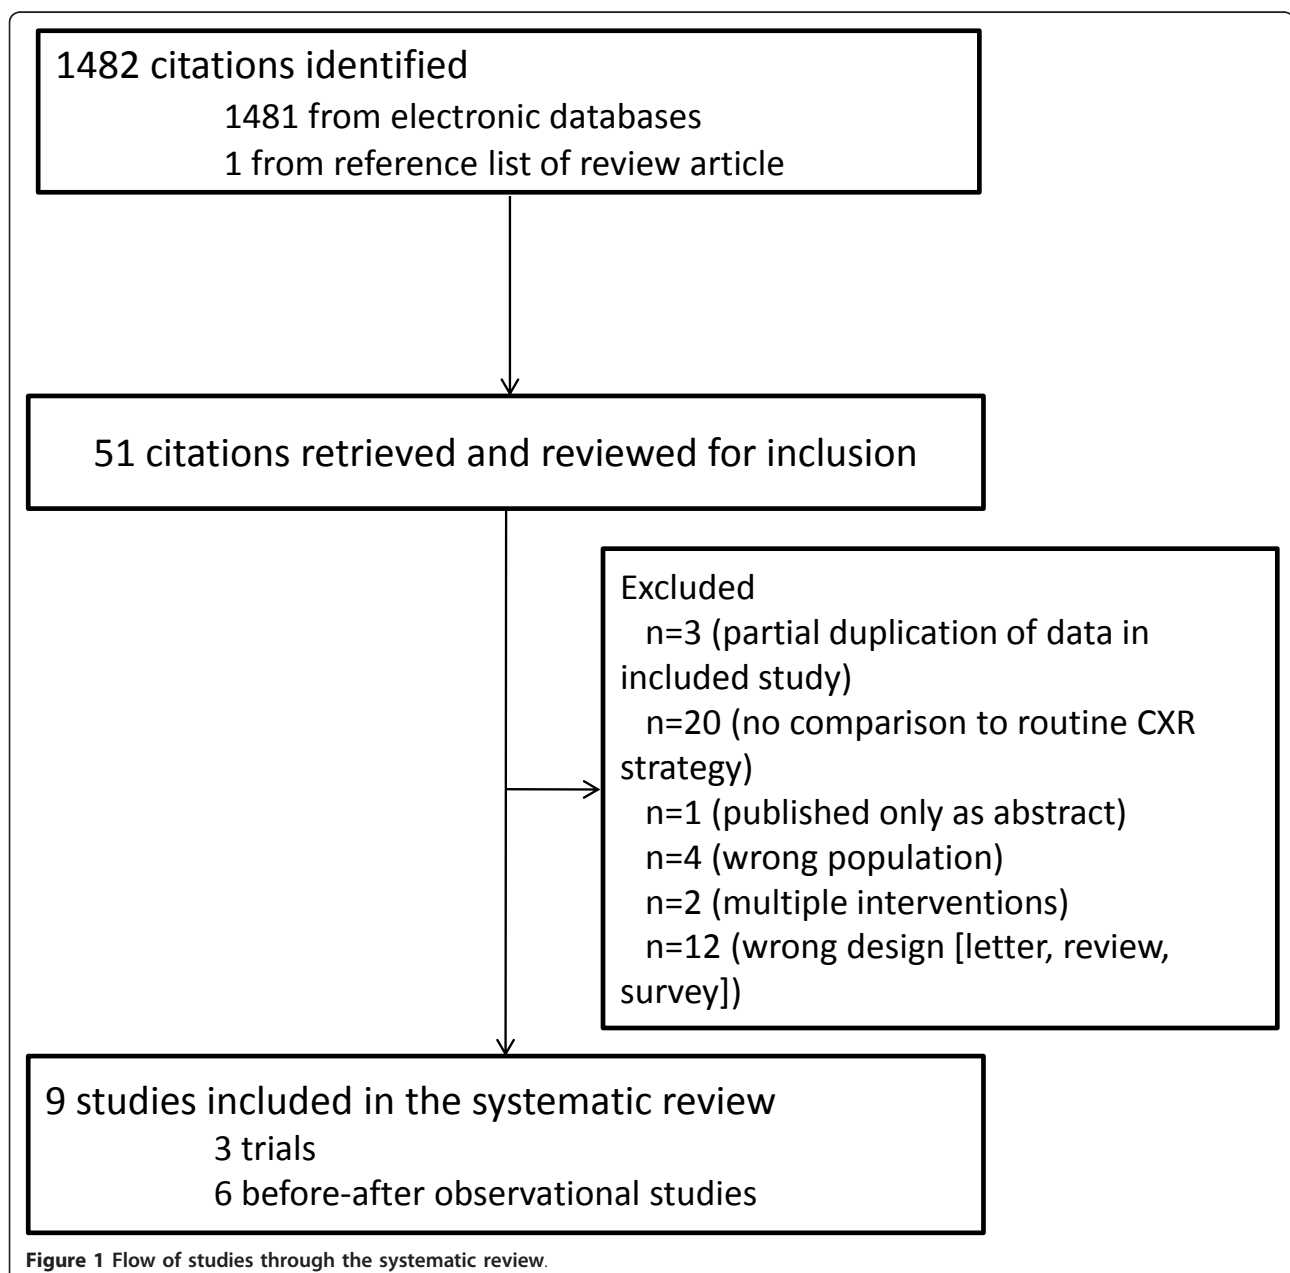 1482 citations identified
1481 from electronic databases
1 from reference list of review article
51 citations retrieved and reviewed for inclusion
Excluded
n=3 (partial duplication of data in
included study)
n=20 (no comparison to routine CXR
strategy)
n=1 (published only as abstract)
n=4 (wrong population)
n=2 (multiple interventions)
n=12 (wrong design [letter, review,
survey])
9 studies included in the systematic review
3 trials
6 before-after observational studies
Figure 1 Flow of studies through the systematic review.